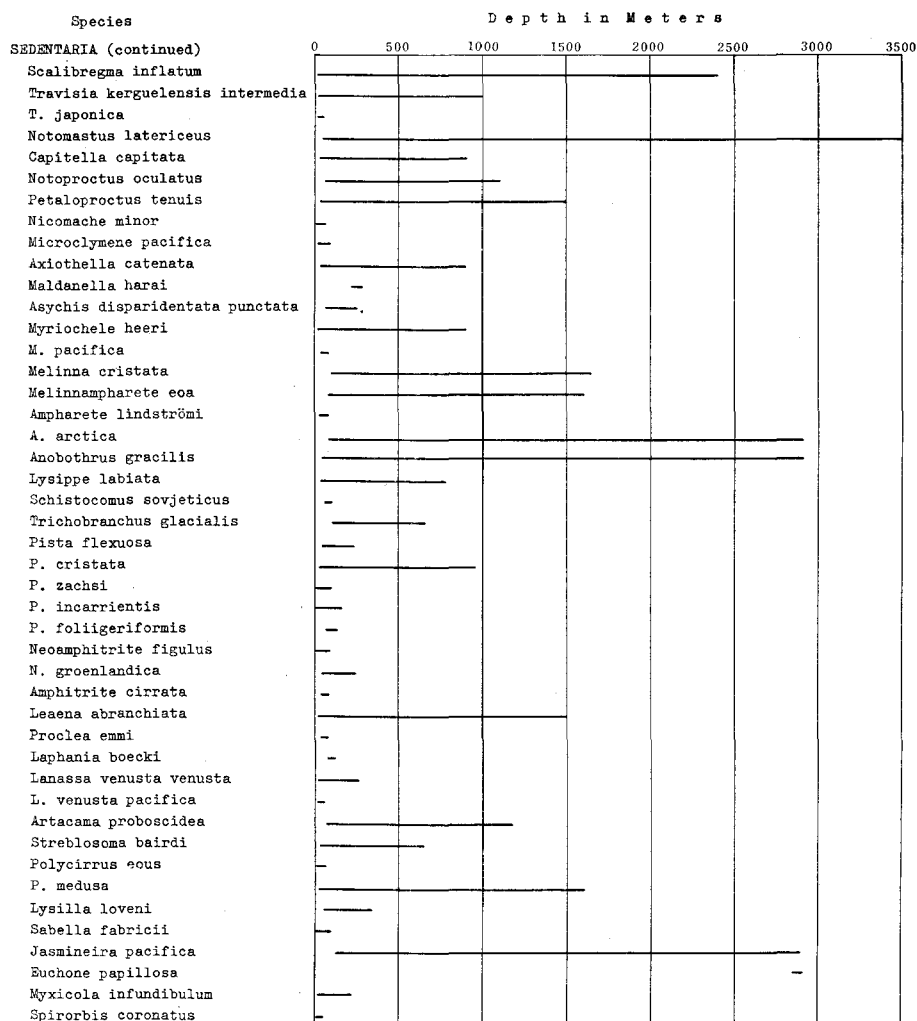 Species Depth in Meters
SEDENTARIA (continued) 0 500 1000 1500 2000 2500 3000 3500
Scalibregma inflatum
Travisia kerguelensis intermedia
T. japonica
Notomastus latericeus
Capitella capitata
Notoproctus oculatus
Petaloproctus tenuis
Nicomache minor
Microclymene pacifica
Axiothella catenata
Maldanella harai
Asychis disparidentata punctata
Myriochele heeri
M. pacifica
Melinna cristata
Melinnampharete eoa
Ampharete lindströmi
A. arctica
Anobothrus gracilis
Lysippe labiata
Schistocomus sovjeticus
Trichobranchus glacialis
Pista flexuosa
P. cristata
P. zachsi
P. incarrientis
P. foliigeriformis
Neoamphitrite figulus
N. groenlandica
Amphitrite cirrata
Leaena abranchiata
Proclea emmi
Laphania boecki
Lanassa venusta venusta
L. venusta pacifica
Artacama proboscidea
Streblosoma bairdi
Polycirrus eous
P. medusa
Lysilla loveni
Sabella fabricii
Jasmineira pacifica
Euchone papillosa
Myxicola infundibulum
Spirorbis coronatus